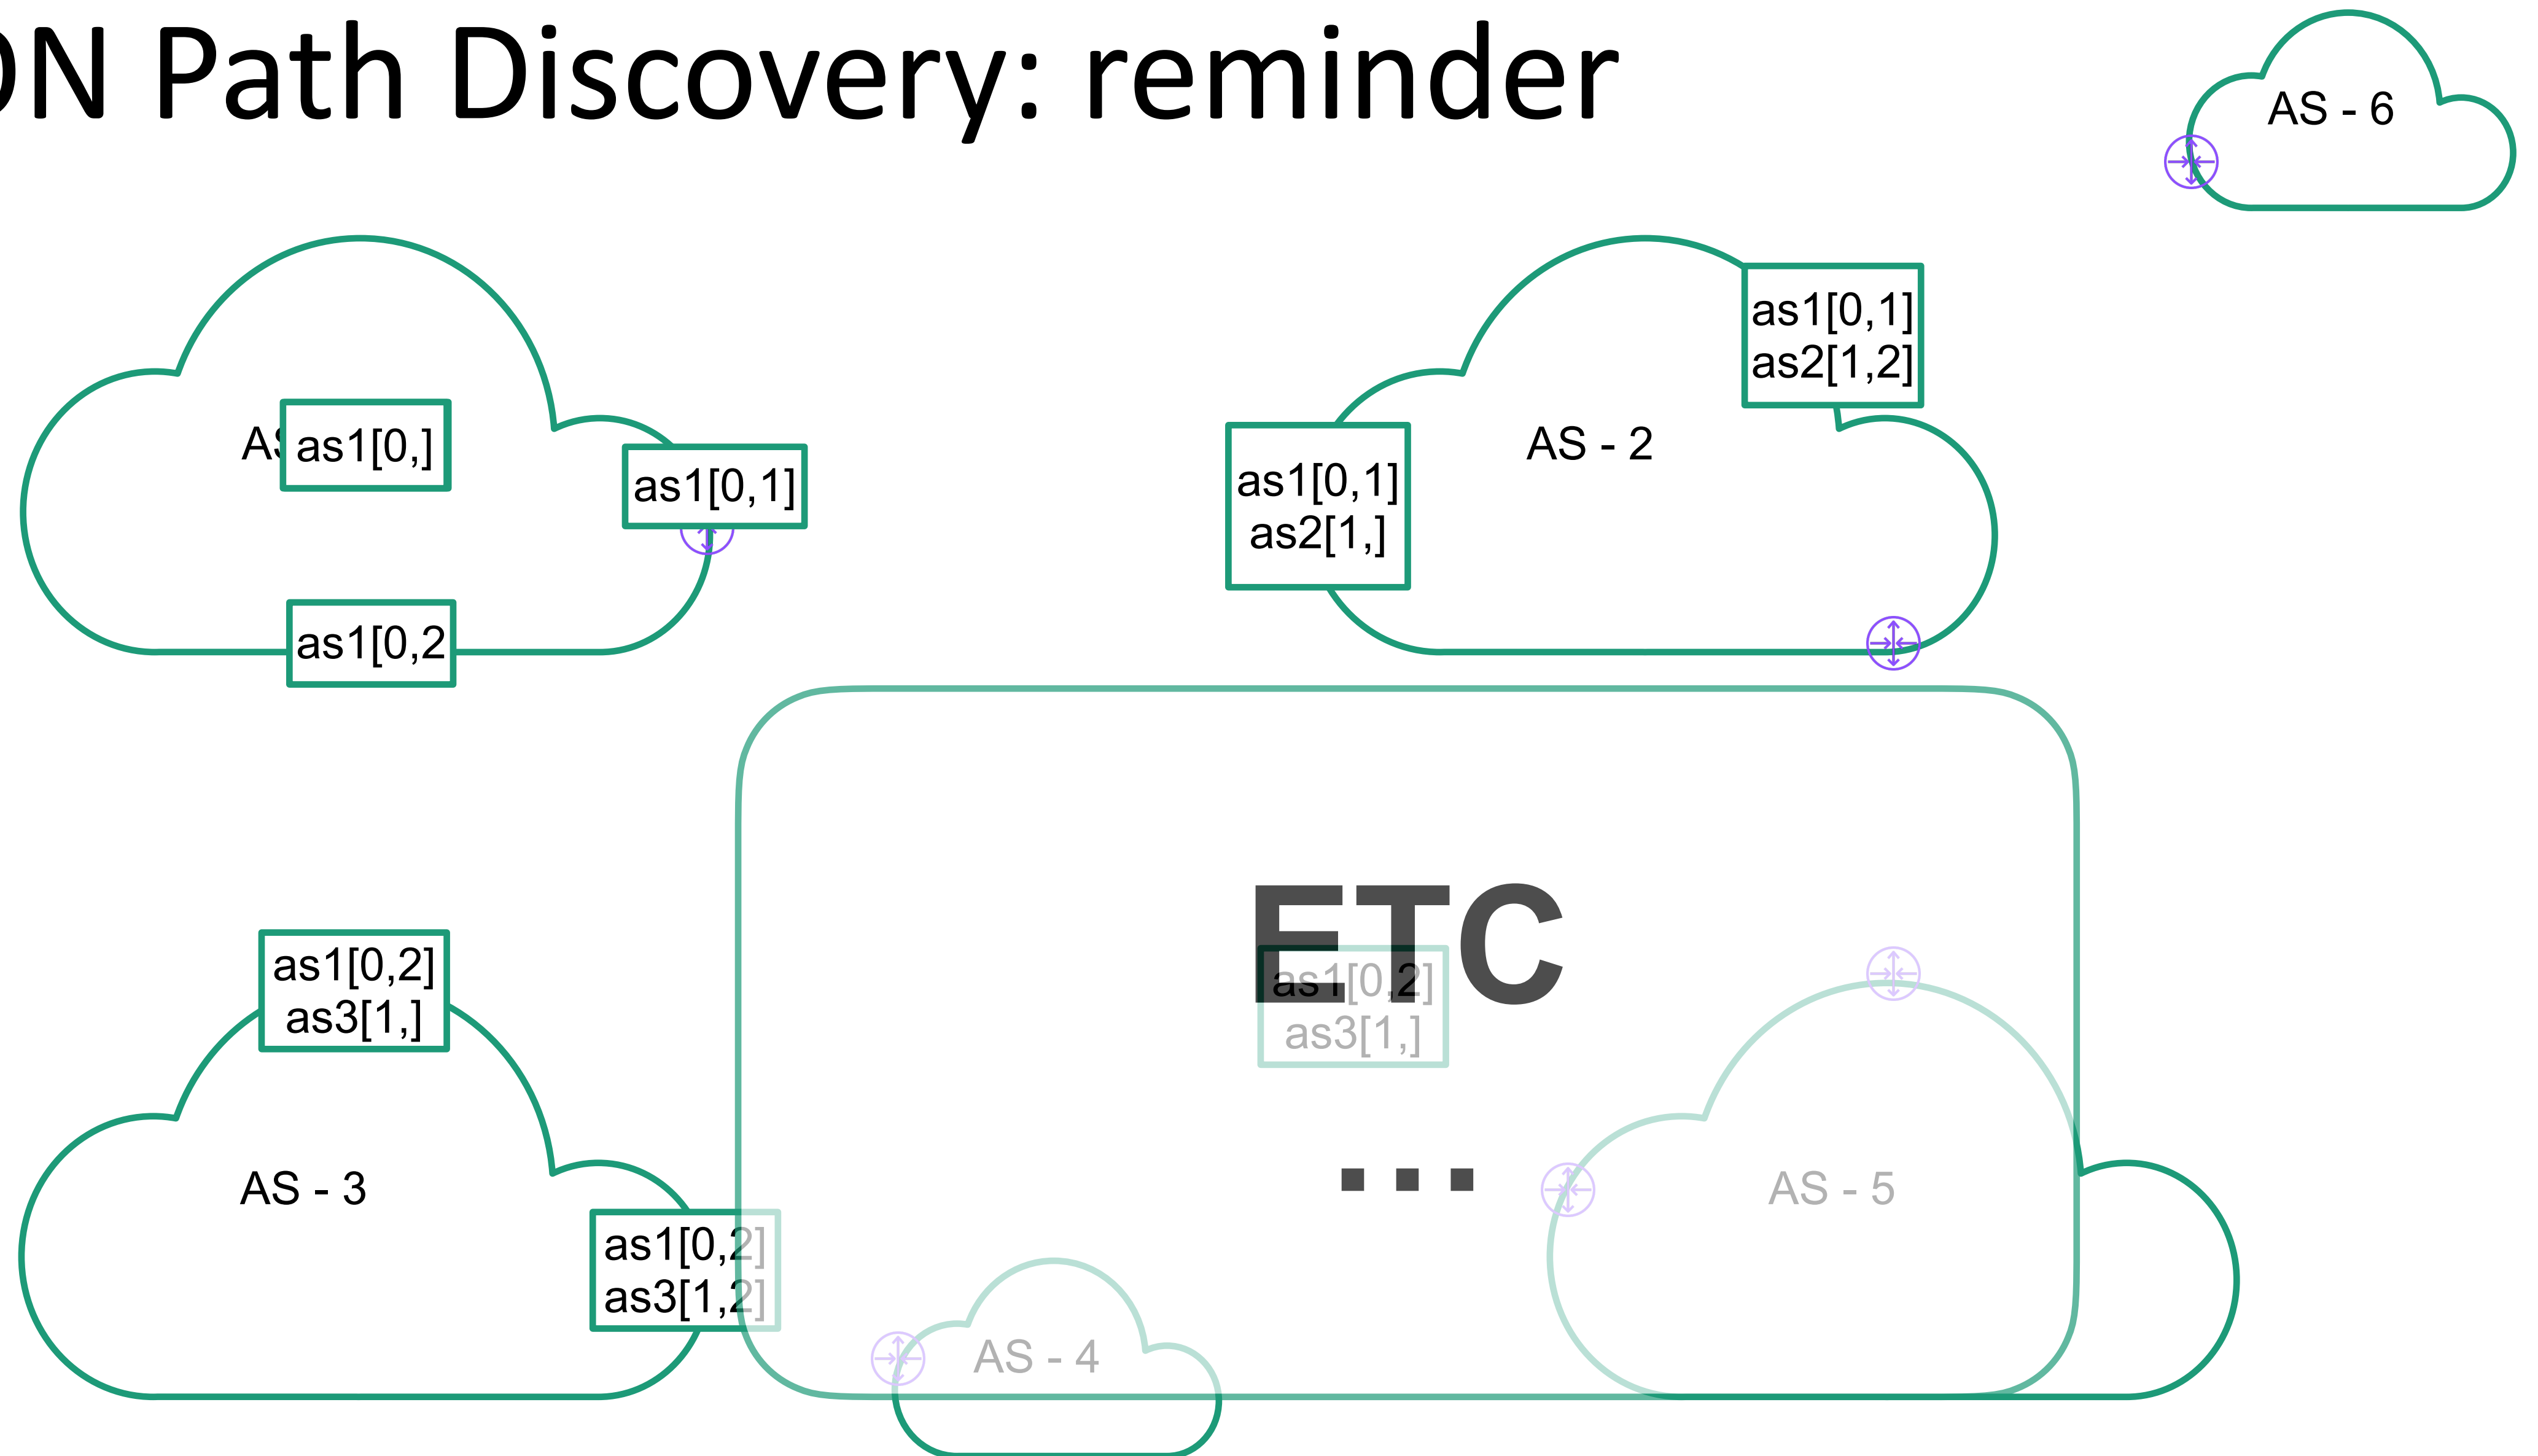 ON Path Discovery: reminder
AS - 6
as1[0,1]
as2[1,2]
AS
as1[0,]
as1[0,1]
as1[0,1]
as2[1,]
AS - 2
as1[0,2
ETC
as1[0,2]
as3[1,]
as1[0,2]
as3[1,]
...
AS - 3
AS - 5
as1[0,2]
as3[1,2]
AS - 4